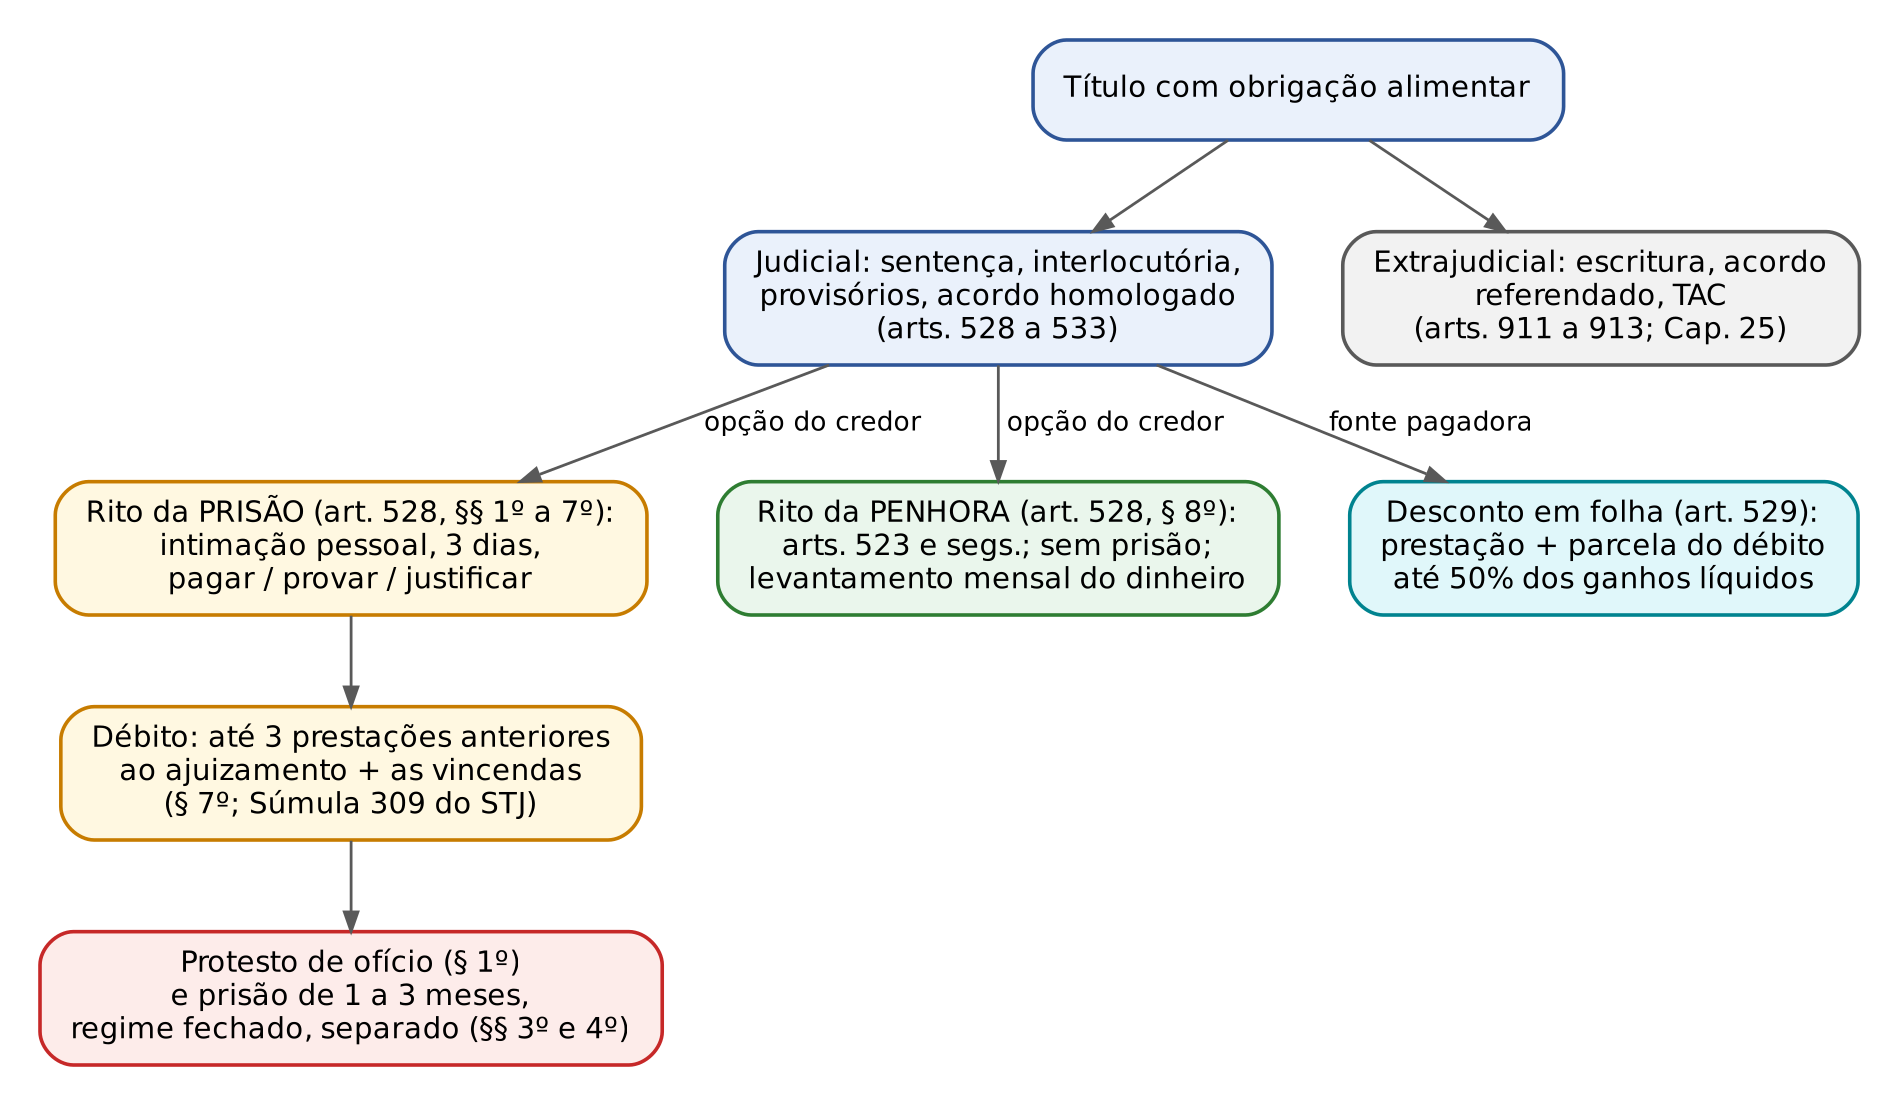 Título com obrigação alimentar
Judicial: sentença, interlocutória,
provisórios, acordo homologado
(arts. 528 a 533)
Extrajudicial: escritura, acordo
referendado, TAC
(arts. 911 a 913; Cap. 25)
opção do credor
opção do credor
fonte pagadora
Rito da PRISÃO (art. 528, §§ 1º a 7º):
intimação pessoal, 3 dias,
pagar / provar / justificar
Rito da PENHORA (art. 528, § 8º):
arts. 523 e segs.; sem prisão;
levantamento mensal do dinheiro
Desconto em folha (art. 529):
prestação + parcela do débito
até 50% dos ganhos líquidos
Débito: até 3 prestações anteriores
ao ajuizamento + as vincendas
(§ 7º; Súmula 309 do STJ)
Protesto de ofício (§ 1º)
e prisão de 1 a 3 meses,
regime fechado, separado (§§ 3º e 4º)